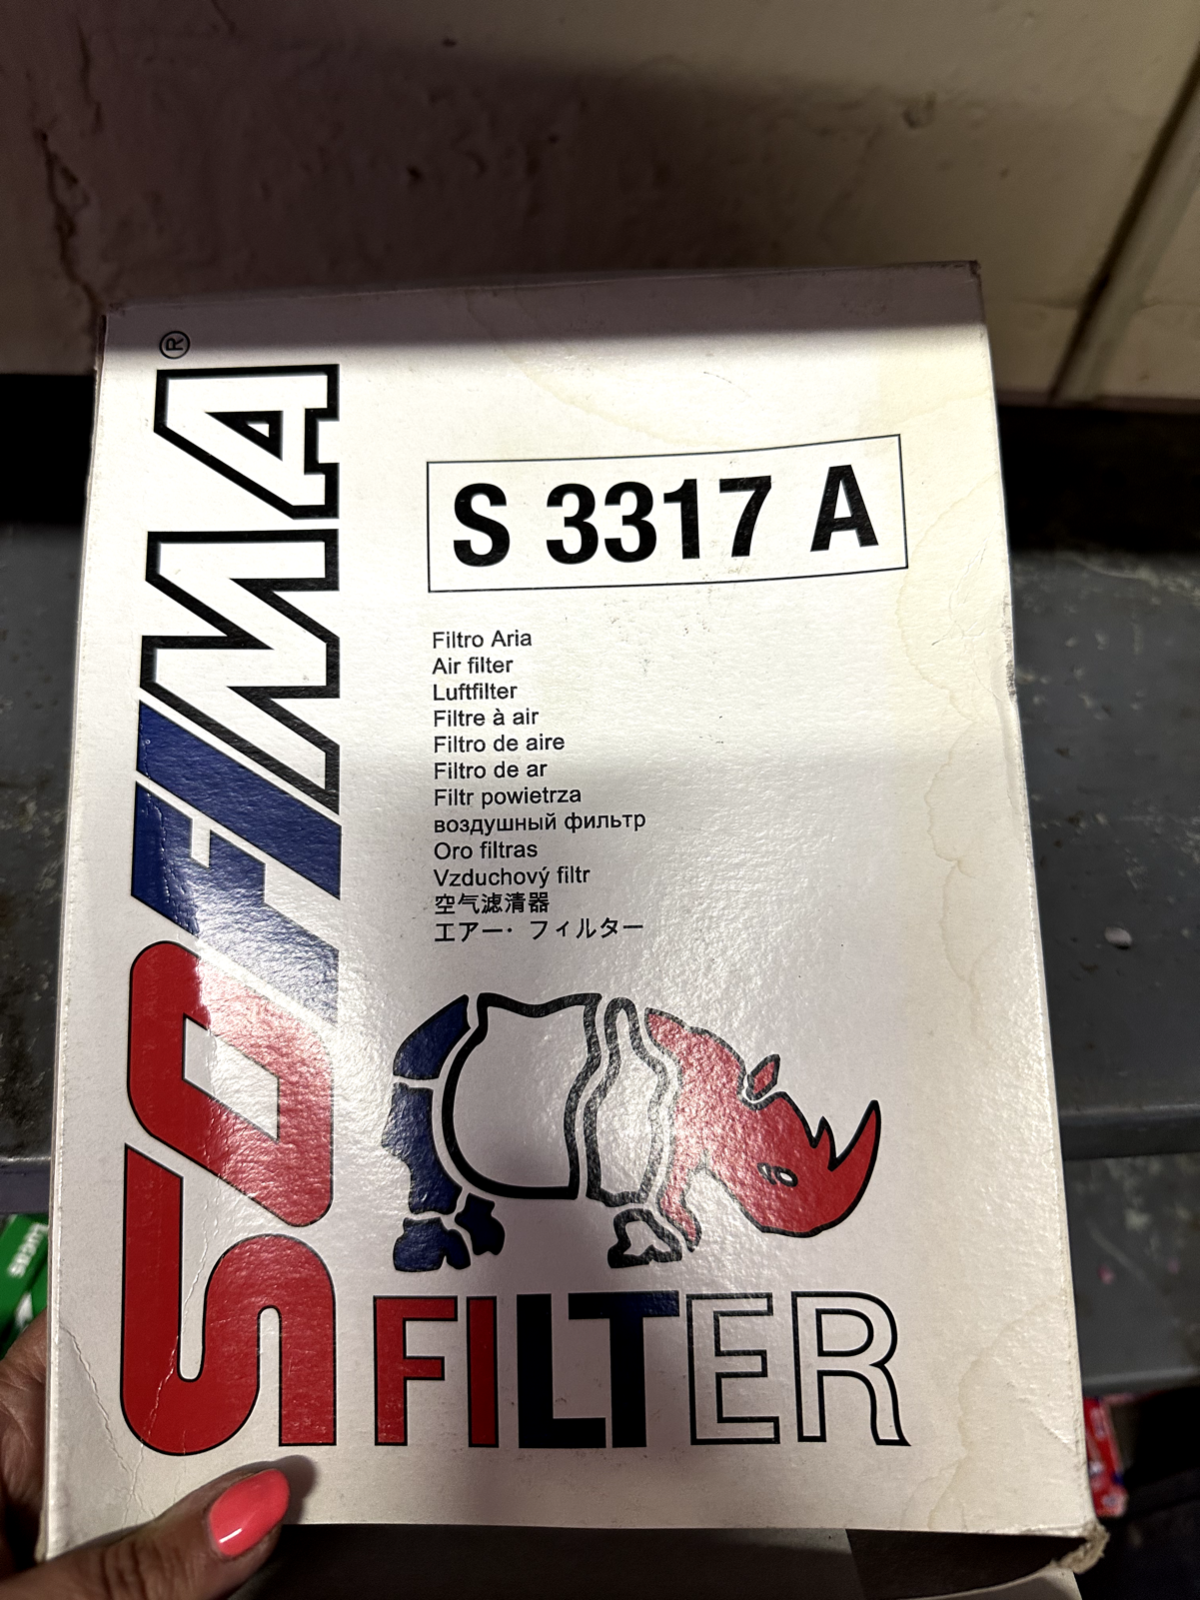 SOFIMA®
S 3317 A
Filtro Aria
Air filter
Luftfilter
Filtre à air
Filtro de aire
Filtro de ar
Filtr powietrza
воздушный фильтр
Oro filtras
Vzduchový filtr
空气滤清器
エアー・フィルター
FILTER
Lucas